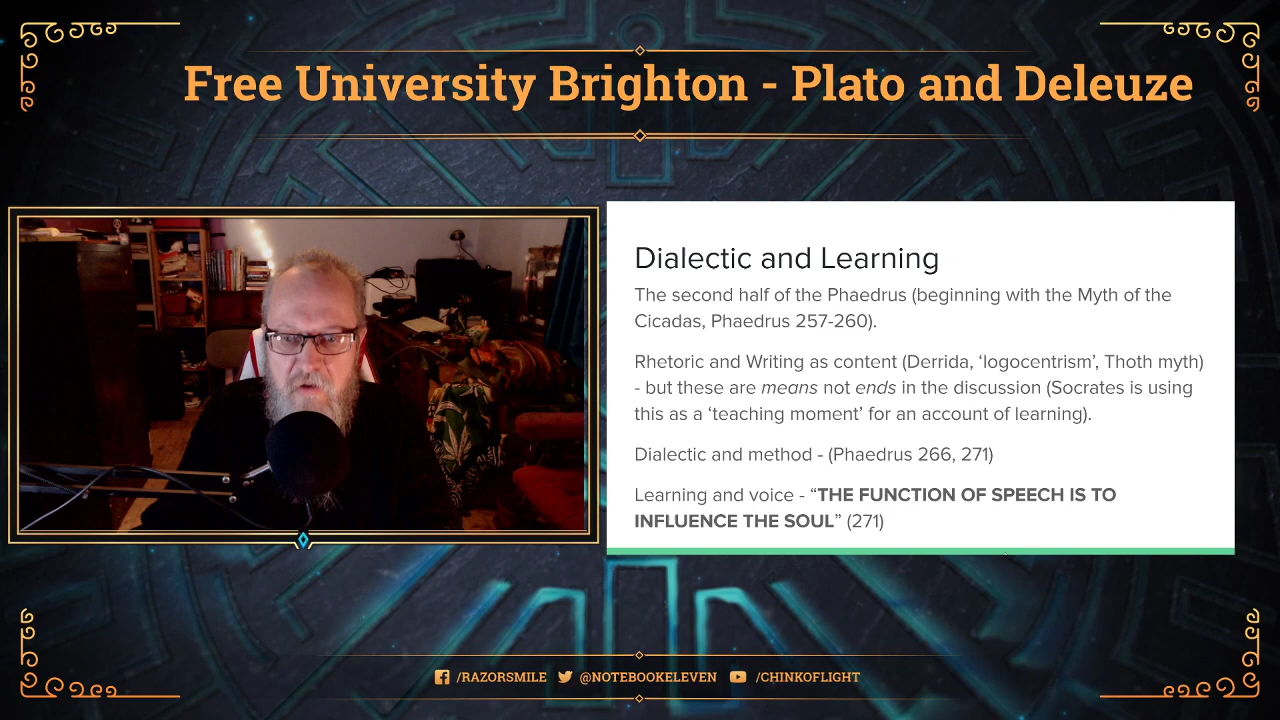 Free University Brighton - Plato and Deleuze
Dialectic and Learning
The second half of the Phaedrus (beginning with the Myth of the
Cicadas, Phaedrus 257-260).
Rhetoric and Writing as content (Derrida, ‘logocentrism’, Thoth myth)
- but these are means not ends in the discussion (Socrates is using
this as a ‘teaching moment’ for an account of learning).
Dialectic and method - (Phaedrus 266, 271)
Learning and voice - “THE FUNCTION OF SPEECH IS TO
INFLUENCE THE SOUL” (271)
/RAZORSMILE @NOTEBOOKELEVEN /CHINKOFLIGHT